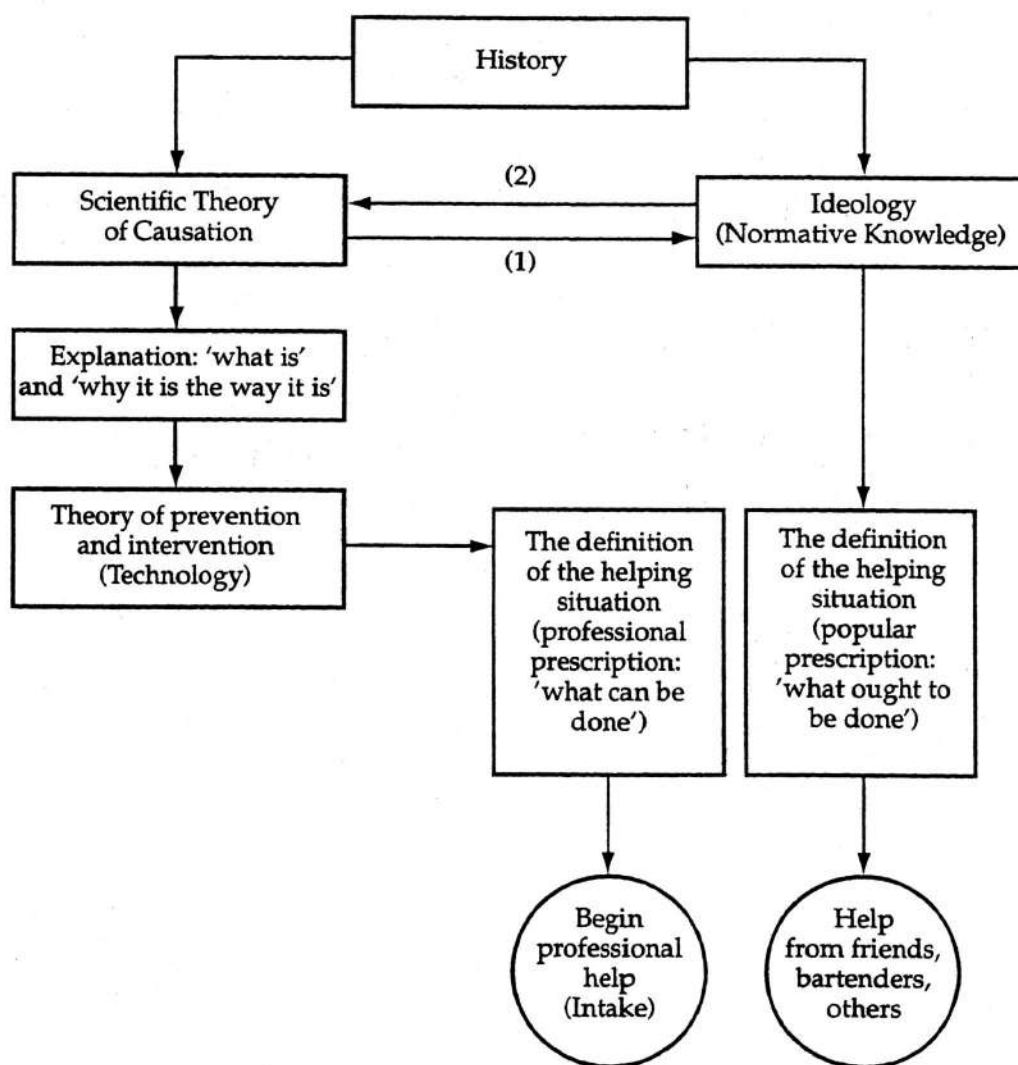 History
(2)
Scientific Theory
of Causation
Ideology
(Normative Knowledge)
(1)
Explanation: ‘what is’
and ‘why it is the way it is’
Theory of prevention
and intervention
(Technology)
The definition
of the helping
situation
(professional
prescription:
‘what can be
done’)
The definition
of the helping
situation
(popular
prescription:
‘what ought to
be done’)
Begin
professional
help
(Intake)
Help
from friends,
bartenders,
others